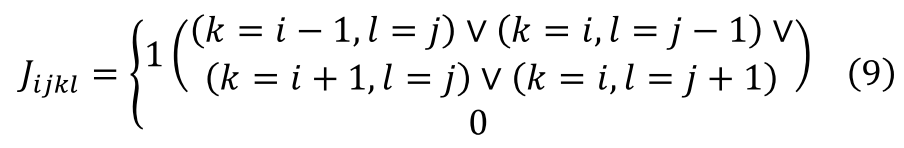 J_{ijkl} = { 1 ( (k = i − 1, l = j) ∨ (k = i, l = j − 1) ∨
(k = i + 1, l = j) ∨ (k = i, l = j + 1) ) (9)
0